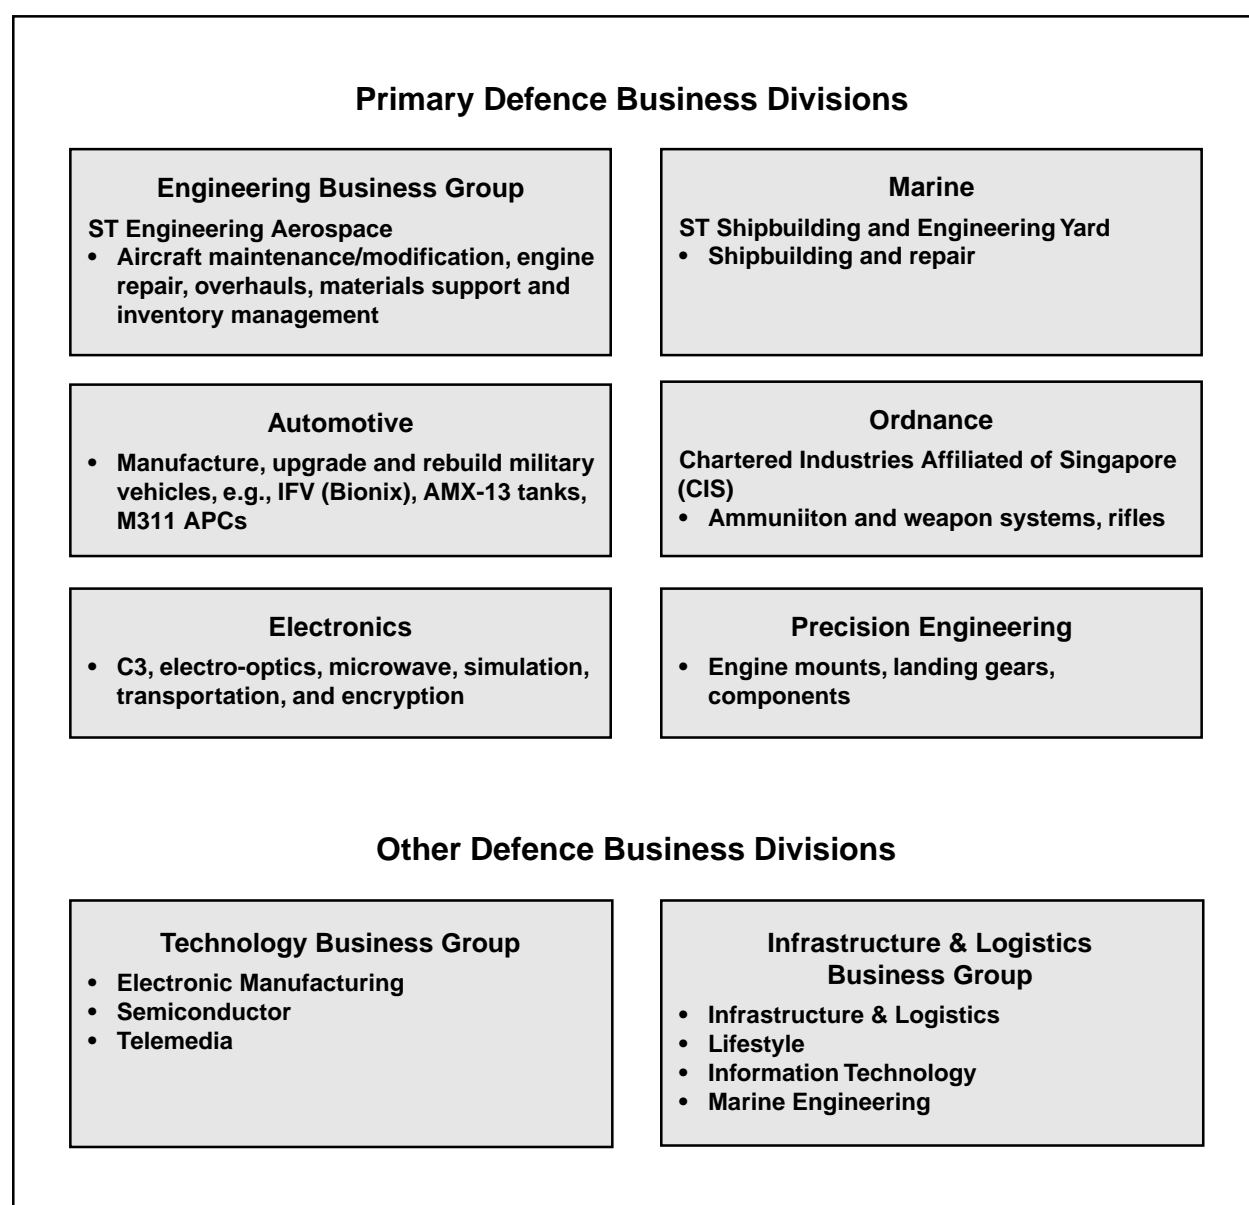 Primary Defence Business Divisions
Engineering Business Group
ST Engineering Aerospace
• Aircraft maintenance/modification, engine
repair, overhauls, materials support and
inventory management
Marine
ST Shipbuilding and Engineering Yard
• Shipbuilding and repair
Automotive
• Manufacture, upgrade and rebuild military
vehicles, e.g., IFV (Bionix), AMX-13 tanks,
M311 APCs
Ordnance
Chartered Industries Affiliated of Singapore
(CIS)
• Ammuniiton and weapon systems, rifles
Electronics
• C3, electro-optics, microwave, simulation,
transportation, and encryption
Precision Engineering
• Engine mounts, landing gears,
components
Other Defence Business Divisions
Technology Business Group
• Electronic Manufacturing
• Semiconductor
• Telemedia
Infrastructure & Logistics
Business Group
• Infrastructure & Logistics
• Lifestyle
• Information Technology
• Marine Engineering